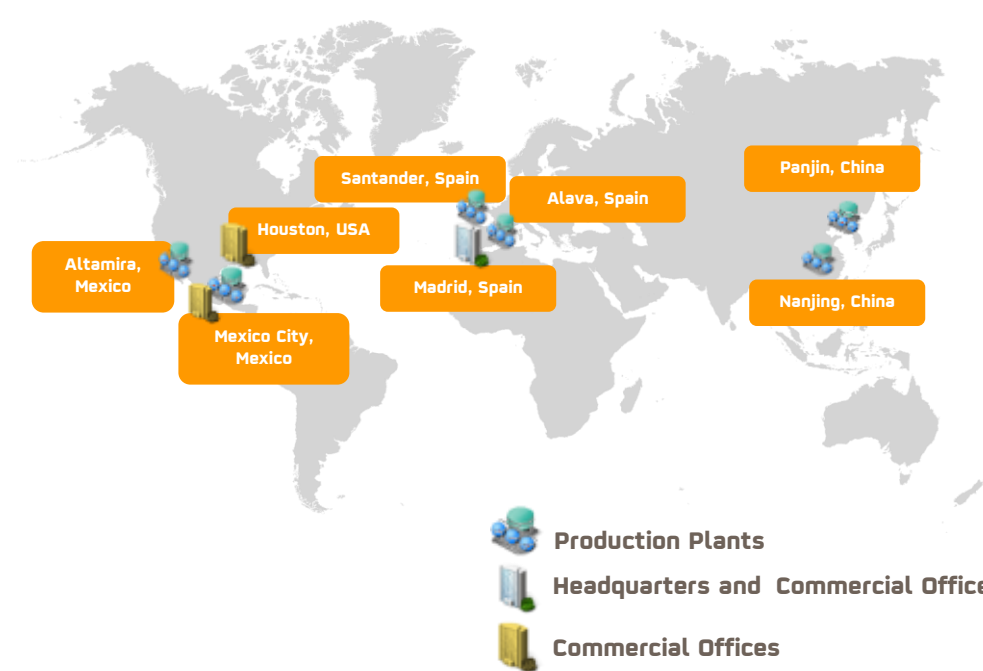 Panjin, China
Santander, Spain
Alava, Spain
Houston, USA
Altamira,
Mexico
Madrid, Spain
Nanjing, China
Mexico City,
Mexico
Production Plants
Headquarters and Commercial Office
Commercial Offices